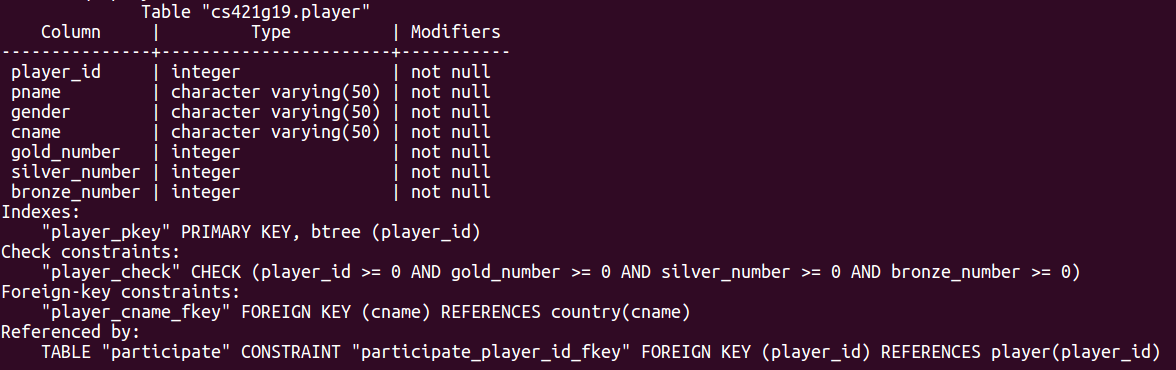 Table "cs421g19.player"
    Column     |         Type          | Modifiers
---------------+-----------------------+-----------
 player_id     | integer               | not null
 pname         | character varying(50) | not null
 gender        | character varying(50) | not null
 cname         | character varying(50) | not null
 gold_number   | integer               | not null
 silver_number | integer               | not null
 bronze_number | integer               | not null
Indexes:
    "player_pkey" PRIMARY KEY, btree (player_id)
Check constraints:
    "player_check" CHECK (player_id >= 0 AND gold_number >= 0 AND silver_number >= 0 AND bronze_number >= 0)
Foreign-key constraints:
    "player_cname_fkey" FOREIGN KEY (cname) REFERENCES country(cname)
Referenced by:
    TABLE "participate" CONSTRAINT "participate_player_id_fkey" FOREIGN KEY (player_id) REFERENCES player(player_id)